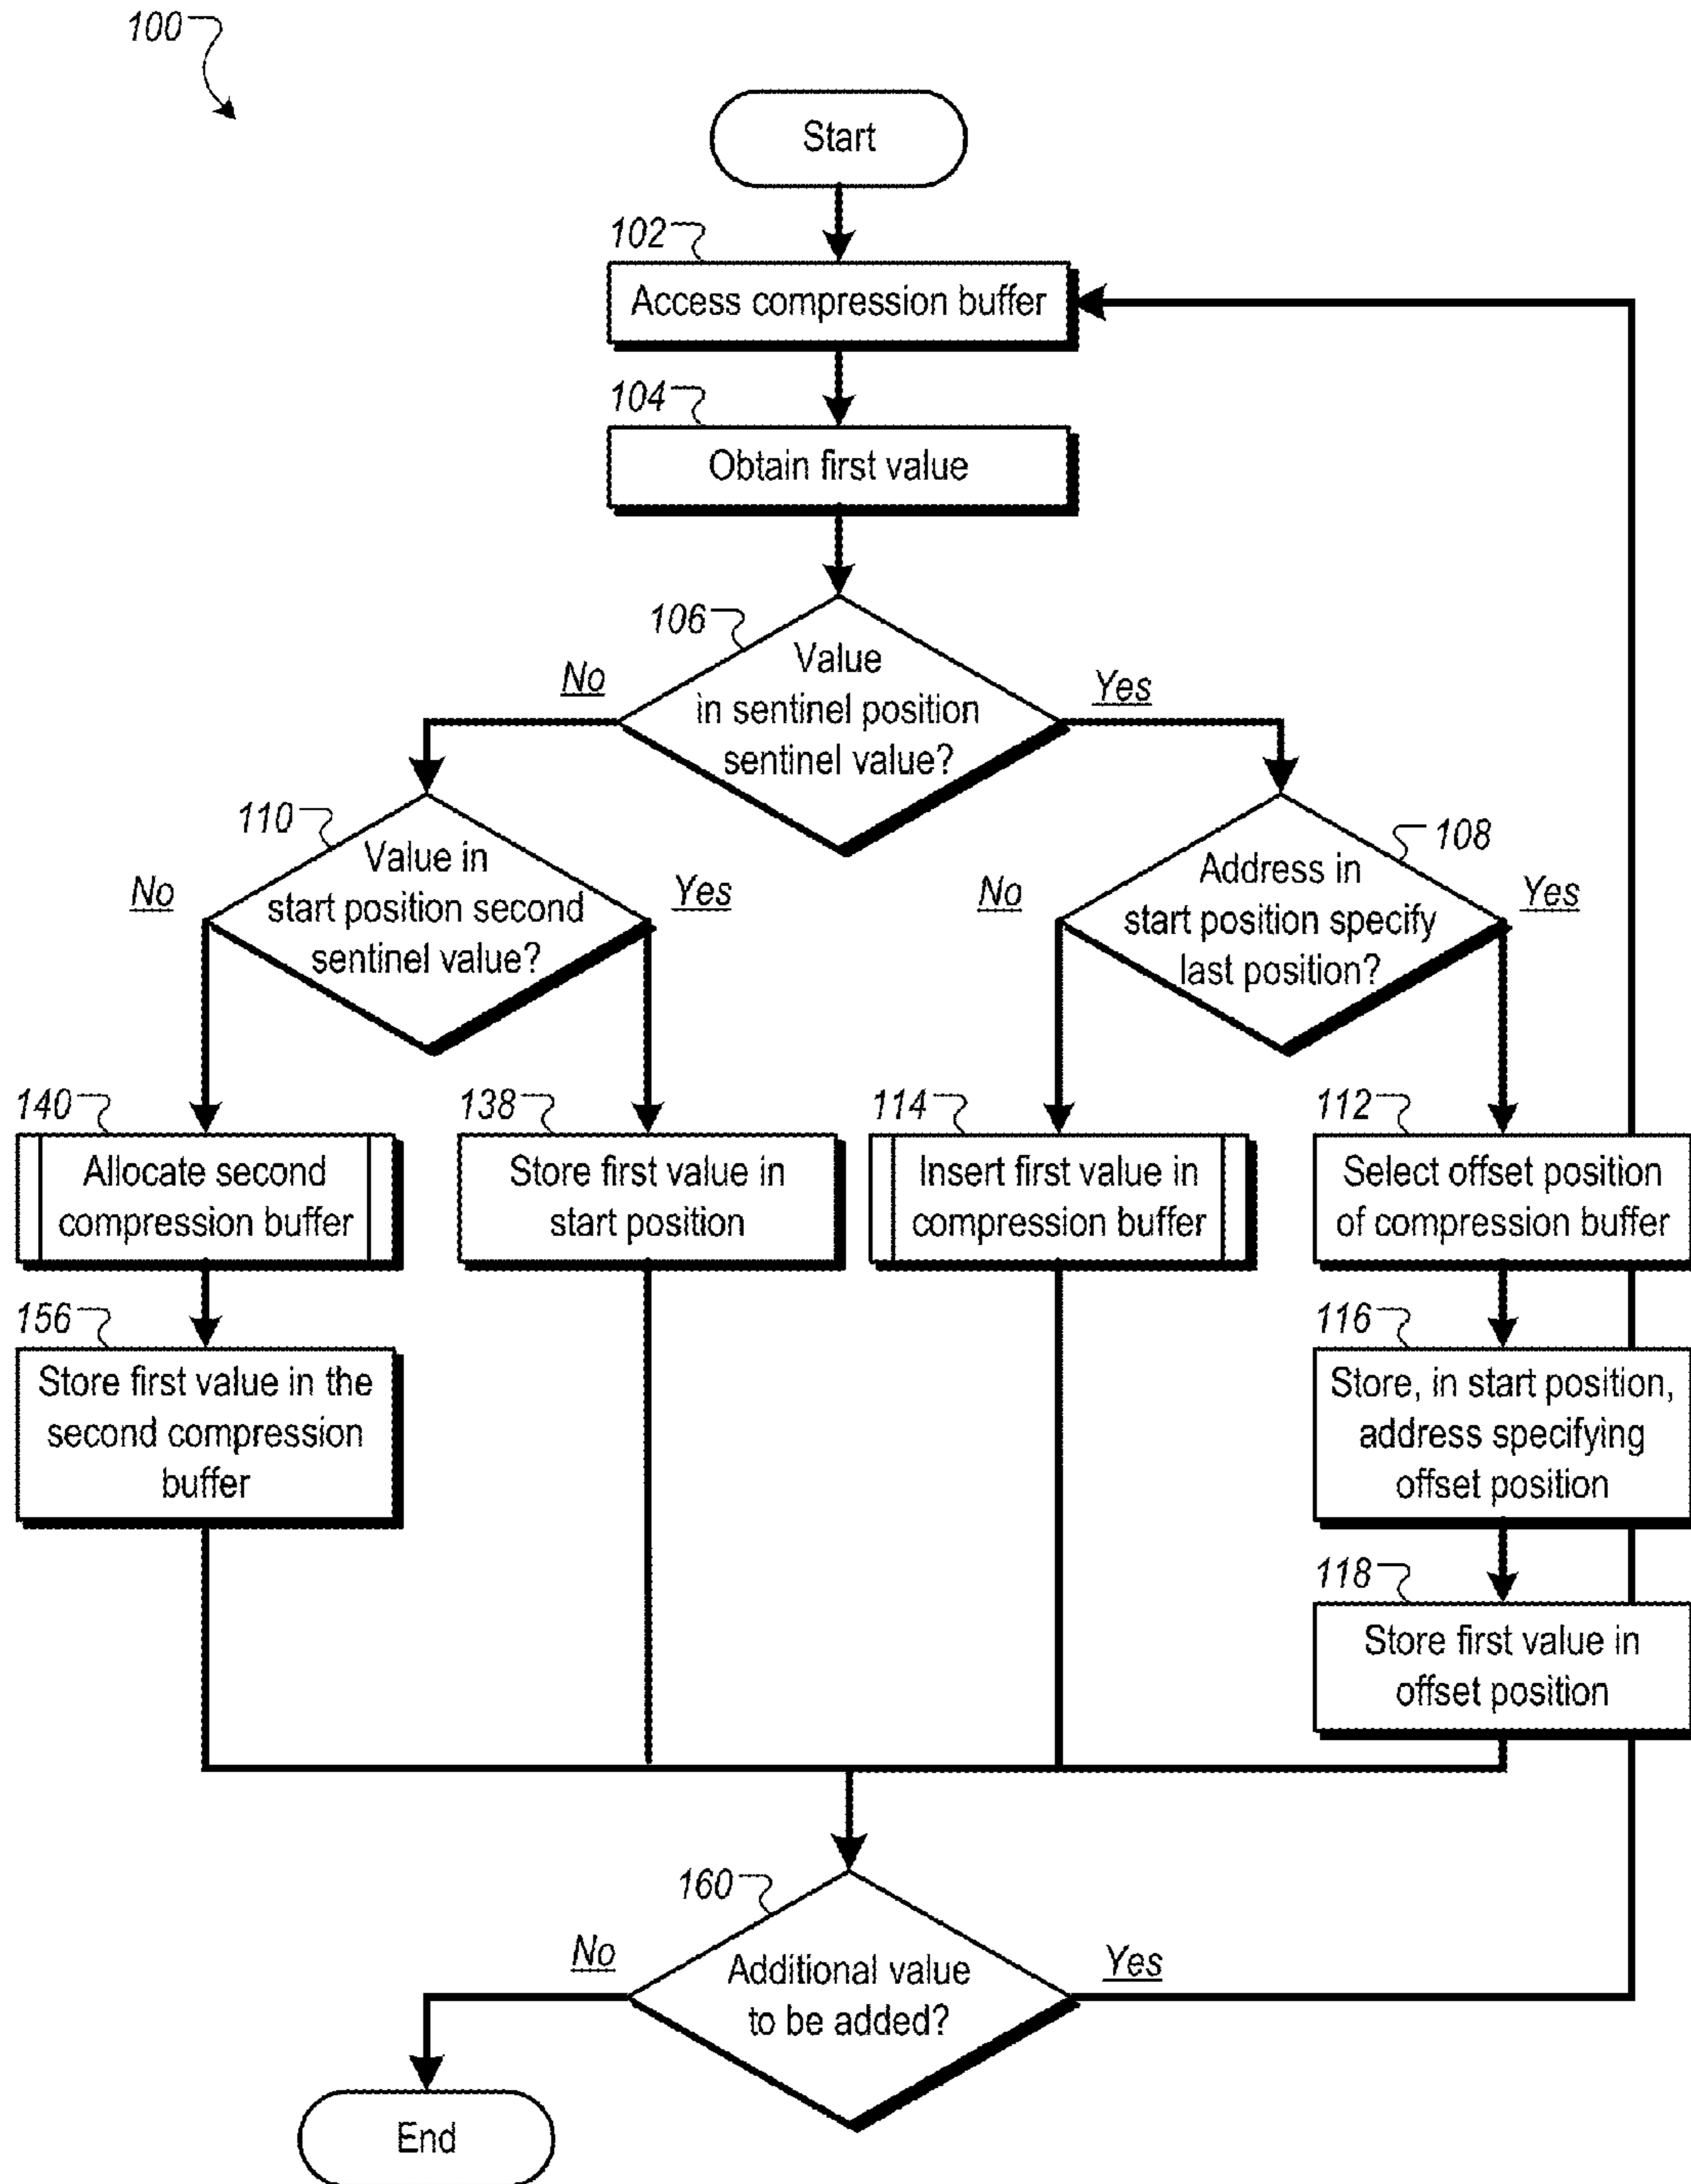 100
Start
102
Access compression buffer
104
Obtain first value
106
Value
in sentinel position
sentinel value?
No
Yes
110
Value in
start position second
sentinel value?
No
Yes
108
Address in
start position specify
last position?
No
Yes
140
Allocate second
compression buffer
138
Store first value in
start position
114
Insert first value in
compression buffer
112
Select offset position
of compression buffer
156
Store first value in the
second compression
buffer
116
Store, in start position,
address specifying
offset position
118
Store first value in
offset position
160
Additional value
to be added?
No
Yes
End